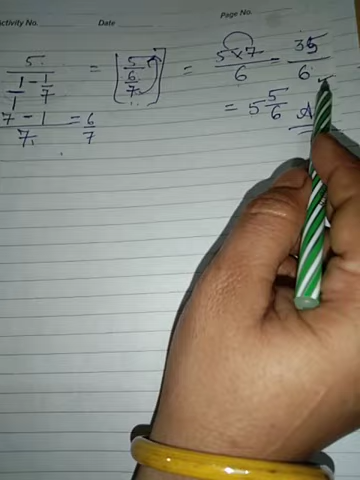 ctivity No. Date Page No.
5 / (1/1 - 1/7) = [5 / (6/7)] = 5×7/6 = 35/6
7-1/7 = 6/7
= 5 5/6 A